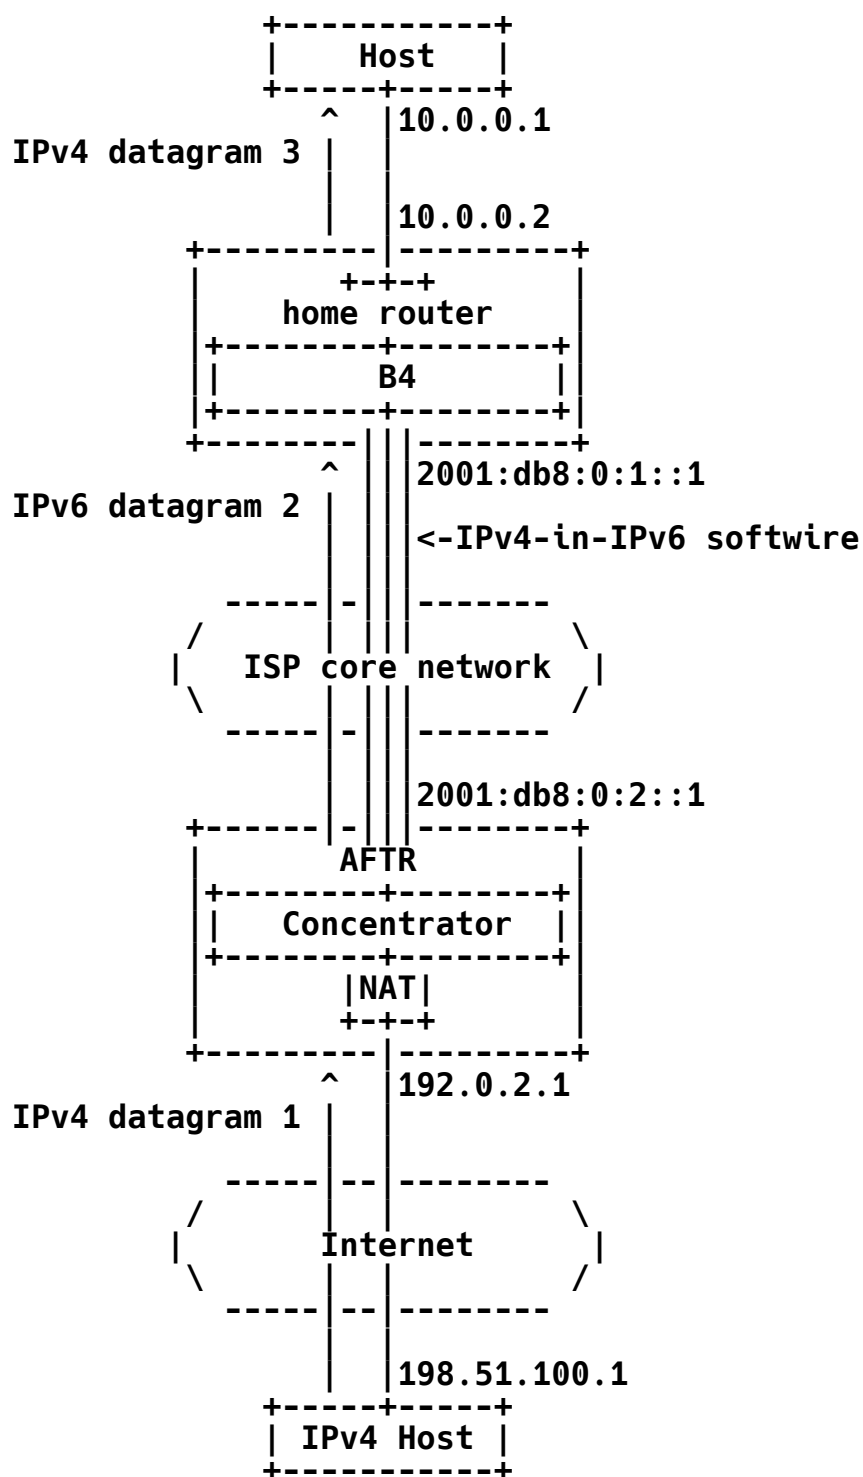 Host
10.0.0.1
IPv4 datagram 3
10.0.0.2
home router
B4
2001:db8:0:1::1
IPv6 datagram 2
<-IPv4-in-IPv6 softwire
ISP core network
2001:db8:0:2::1
AFTR
Concentrator
NAT
192.0.2.1
IPv4 datagram 1
Internet
198.51.100.1
IPv4 Host